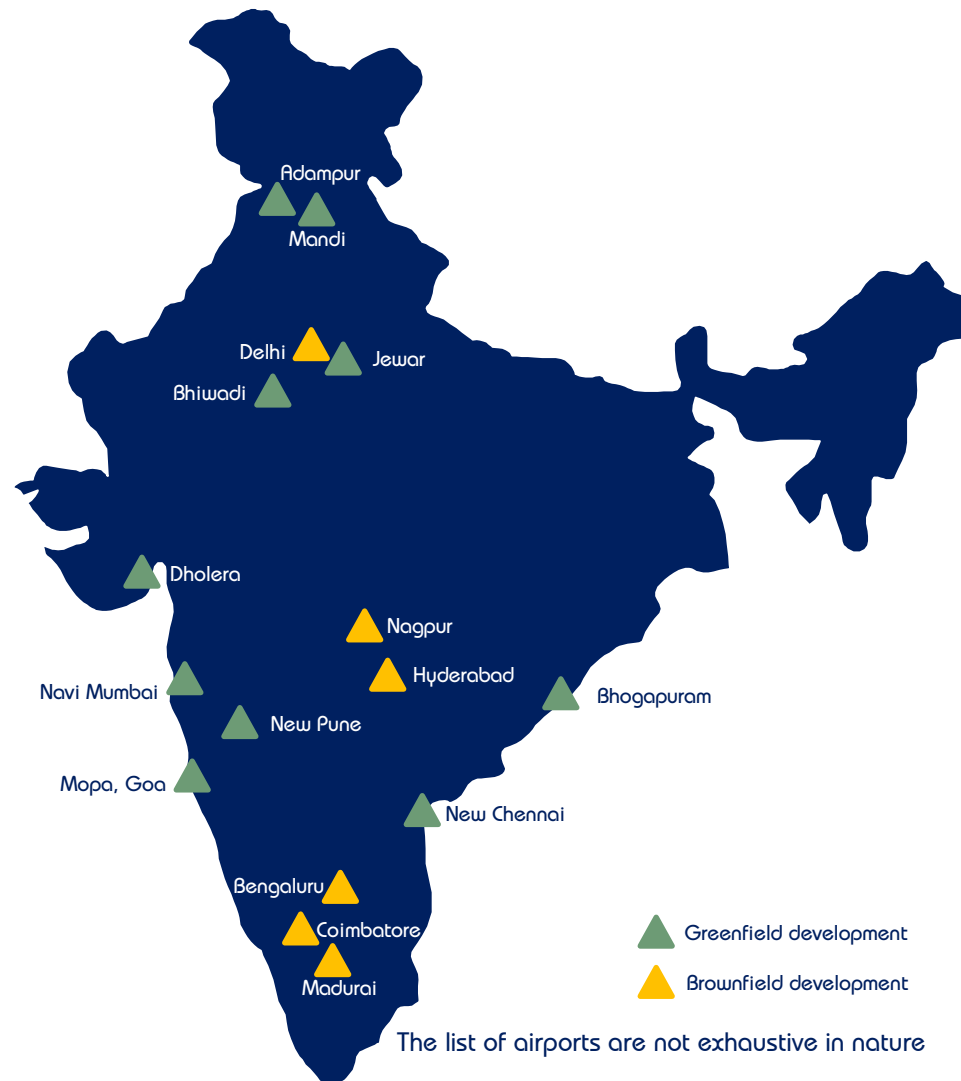 Adampur
Mandi
Delhi
Jewar
Bhiwadi
Dholera
Nagpur
Hyderabad
Navi Mumbai
Bhogapuram
New Pune
Mopa, Goa
New Chennai
Bengaluru
Coimbatore
Greenfield development
Madurai
Brownfield development
The list of airports are not exhaustive in nature